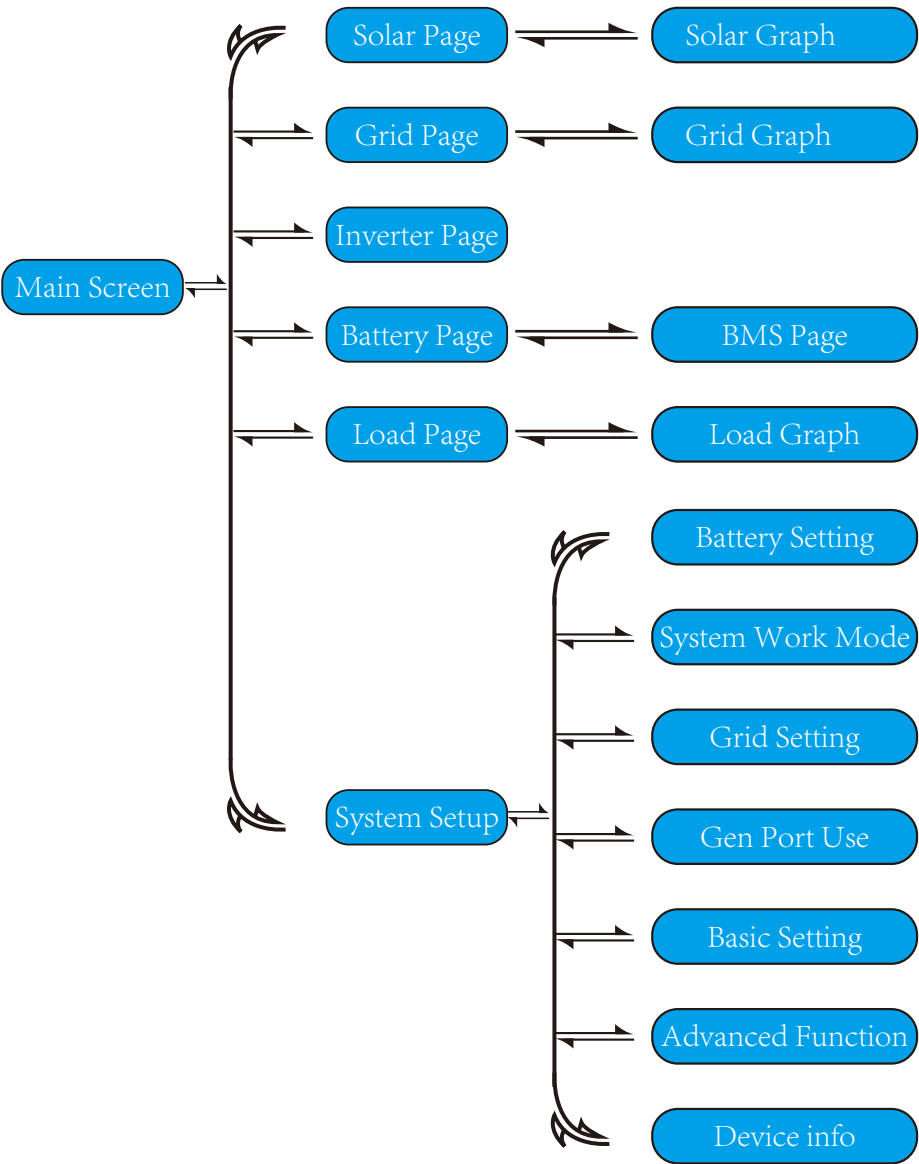 Solar Page
Solar Graph
Grid Page
Grid Graph
Inverter Page
Main Screen
Battery Page
BMS Page
Load Page
Load Graph
Battery Setting
System Work Mode
Grid Setting
System Setup
Gen Port Use
Basic Setting
Advanced Function
Device info